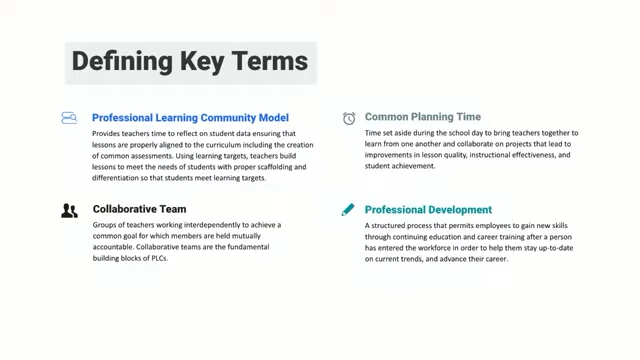 Defining Key Terms
Professional Learning Community Model
Provides teachers time to reflect on student data ensuring that
lessons are properly aligned to the curriculum including the creation
of common assessments. Using learning targets, teachers build
lessons to meet the needs of students with proper scaffolding and
differentiation so that students meet learning targets.
Collaborative Team
Groups of teachers working interdependently to achieve a
common goal for which members are held mutually
accountable. Collaborative teams are the fundamental
building blocks of PLCs.
Common Planning Time
Time set aside during the school day to bring teachers together to
learn from one another and collaborate on projects that lead to
improvements in lesson quality, instructional effectiveness, and
student achievement.
Professional Development
A structured process that permits employees to gain new skills
through continuing education and career training after a person
has entered the workforce in order to help them stay up-to-date
on current trends, and advance their career.